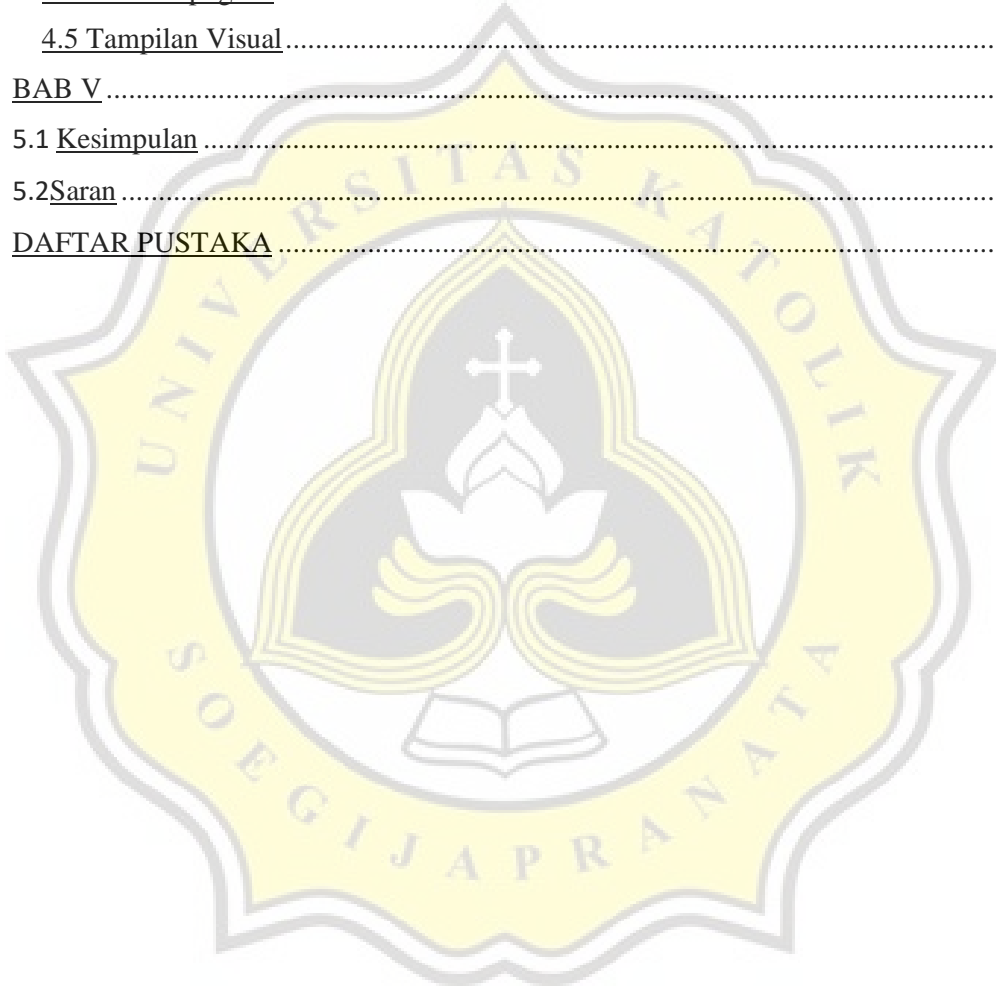 4.5 Tampilan Visual................................................................................................
BAB V................................................................................................
5.1 Kesimpulan................................................................................................
5.2Saran................................................................................................
DAFTAR PUSTAKA................................................................................................
UNIVERSITAS KATOLIK
SOEGIJAPRANATA